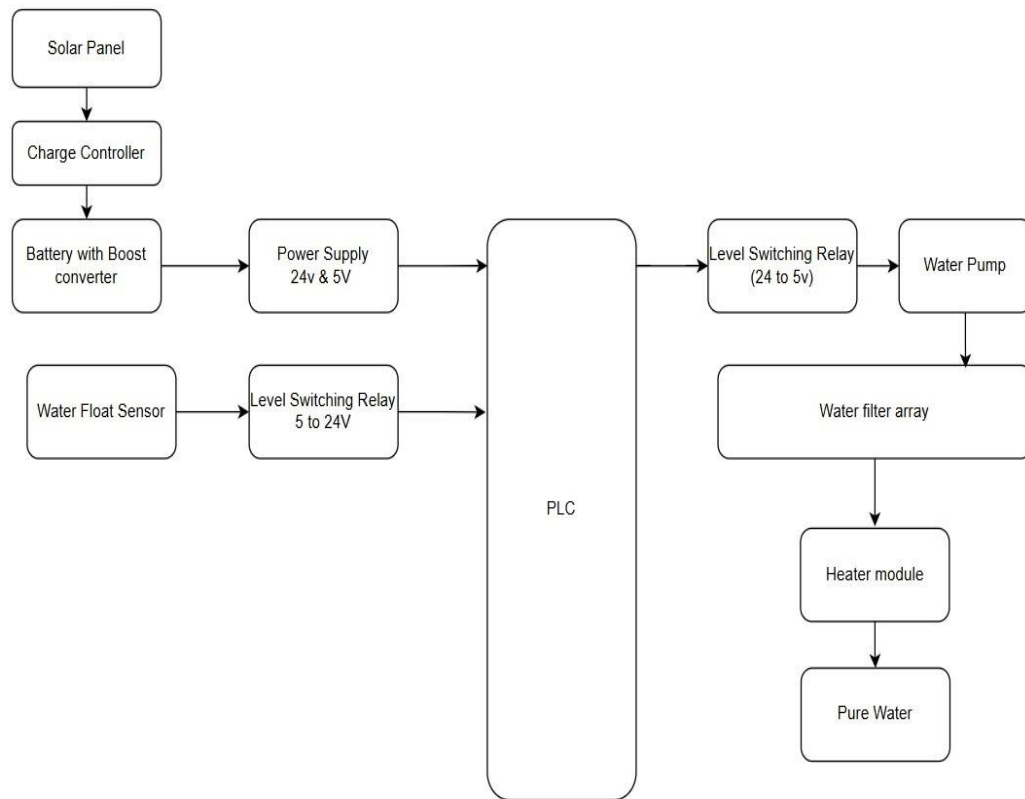 Solar Panel
Charge Controller
Battery with Boost
converter
Power Supply
24v & 5V
Water Float Sensor
Level Switching Relay
5 to 24V
PLC
Level Switching Relay
(24 to 5v)
Water Pump
Water filter array
Heater module
Pure Water